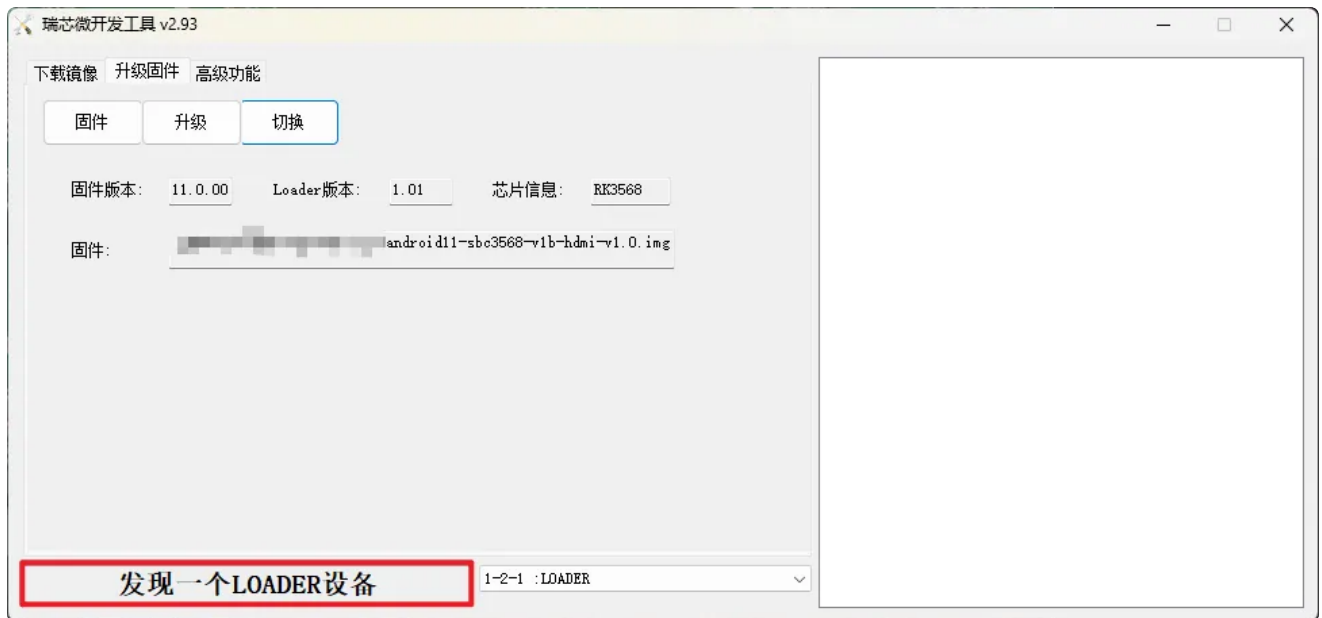 瑞芯微开发工具 v2.93
下载镜像 升级固件 高级功能
固件 升级 切换
固件版本: 11.0.00 Loader版本: 1.01 芯片信息: RK3568
固件: android11-sbc3568-v1b-hdmi-v1.0.img
发现一个LOADER设备 1-2-1 :LOADER